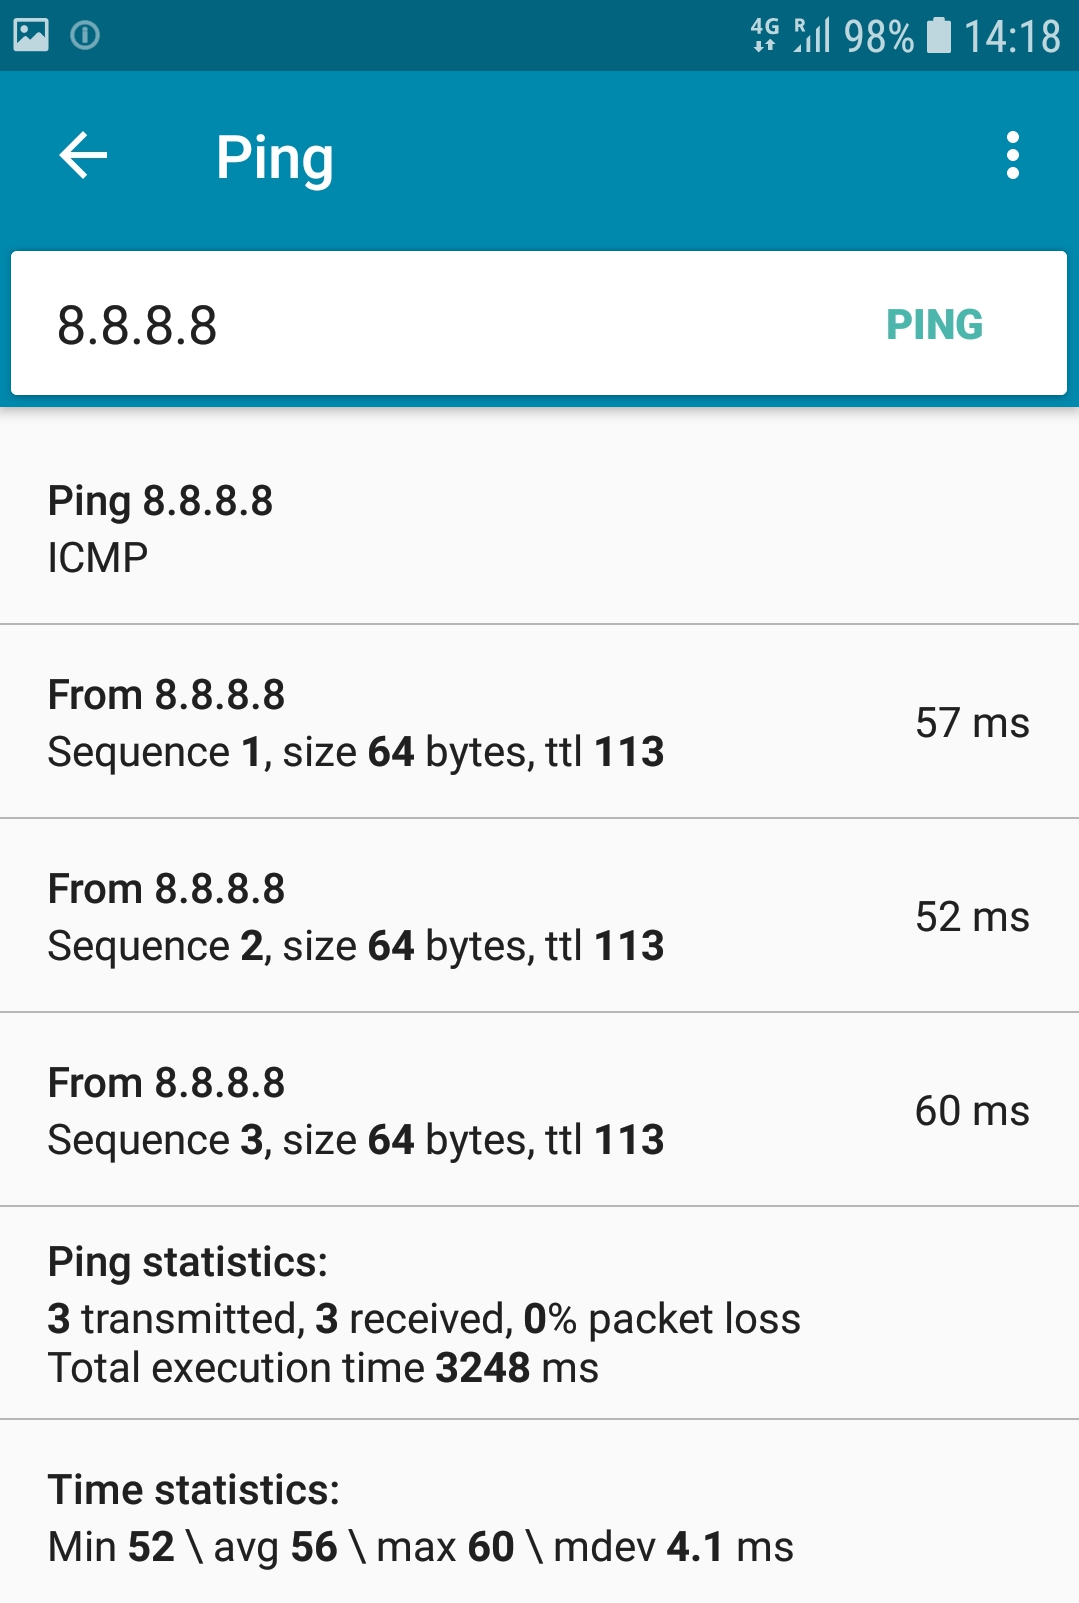 4G R 98% 14:18
Ping
8.8.8.8 PING
Ping 8.8.8.8
ICMP
From 8.8.8.8
Sequence 1, size 64 bytes, ttl 113 57 ms
From 8.8.8.8
Sequence 2, size 64 bytes, ttl 113 52 ms
From 8.8.8.8
Sequence 3, size 64 bytes, ttl 113 60 ms
Ping statistics:
3 transmitted, 3 received, 0% packet loss
Total execution time 3248 ms
Time statistics:
Min 52 \ avg 56 \ max 60 \ mdev 4.1 ms